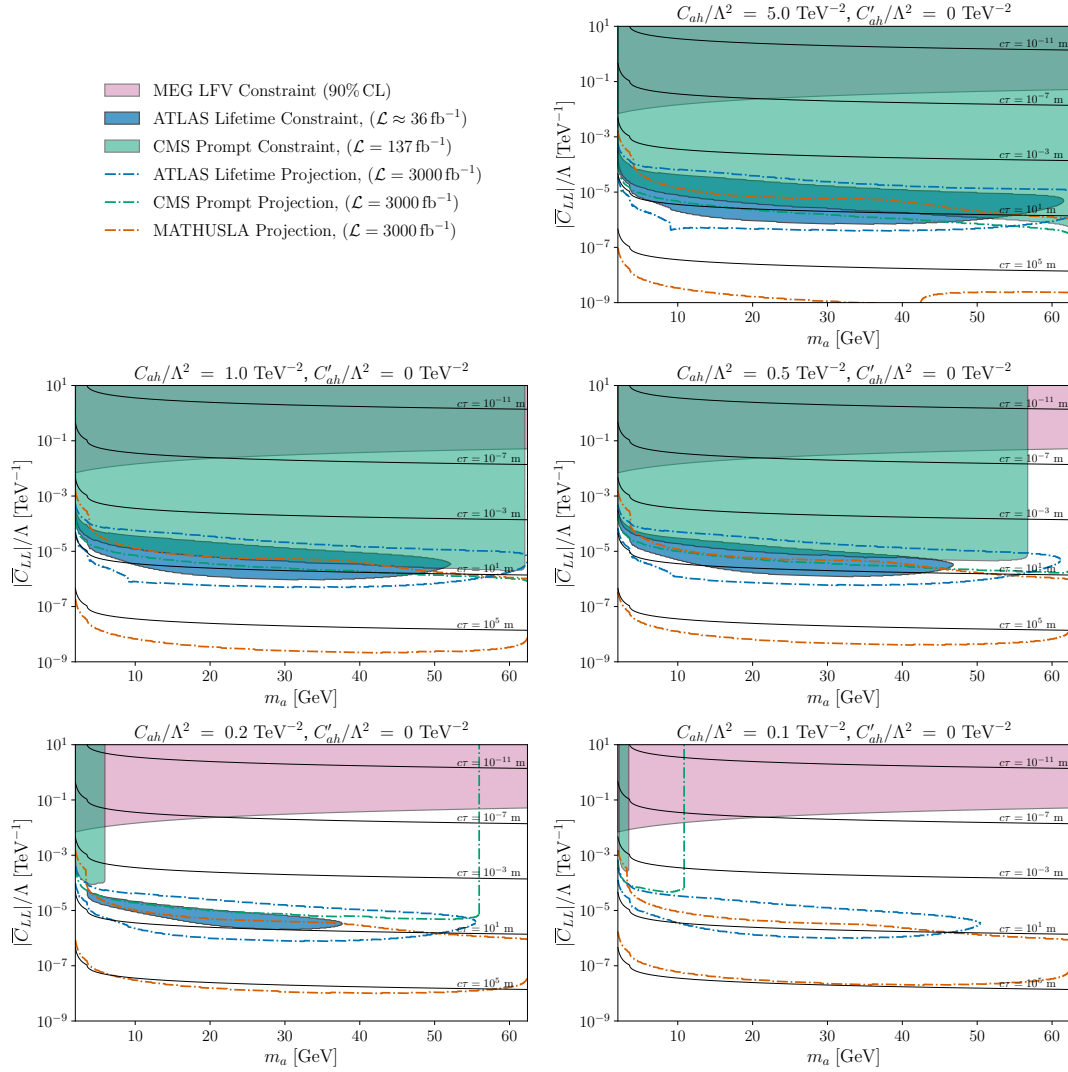 MEG LFV Constraint (90% CL)
ATLAS Lifetime Constraint, (ℒ ≈ 36 fb⁻¹)
CMS Prompt Constraint, (ℒ = 137 fb⁻¹)
ATLAS Lifetime Projection, (ℒ = 3000 fb⁻¹)
CMS Prompt Projection, (ℒ = 3000 fb⁻¹)
MATHUSLA Projection, (ℒ = 3000 fb⁻¹)
C_ah/Λ² = 5.0 TeV⁻², C′_ah/Λ² = 0 TeV⁻²
|C̅_LL|/Λ [TeV⁻¹]
10¹
10⁻¹
10⁻³
10⁻⁵
10⁻⁷
10⁻⁹
cτ = 10⁻¹¹ m
cτ = 10⁻⁷ m
cτ = 10⁻³ m
cτ = 10¹ m
cτ = 10⁵ m
10 20 30 40 50 60
m_a [GeV]
C_ah/Λ² = 1.0 TeV⁻², C′_ah/Λ² = 0 TeV⁻²
|C̅_LL|/Λ [TeV⁻¹]
10¹
10⁻¹
10⁻³
10⁻⁵
10⁻⁷
10⁻⁹
cτ = 10⁻¹¹ m
cτ = 10⁻⁷ m
cτ = 10⁻³ m
cτ = 10¹ m
cτ = 10⁵ m
10 20 30 40 50 60
m_a [GeV]
C_ah/Λ² = 0.5 TeV⁻², C′_ah/Λ² = 0 TeV⁻²
|C̅_LL|/Λ [TeV⁻¹]
10¹
10⁻¹
10⁻³
10⁻⁵
10⁻⁷
10⁻⁹
cτ = 10⁻¹¹ m
cτ = 10⁻⁷ m
cτ = 10⁻³ m
cτ = 10¹ m
cτ = 10⁵ m
10 20 30 40 50 60
m_a [GeV]
C_ah/Λ² = 0.2 TeV⁻², C′_ah/Λ² = 0 TeV⁻²
|C̅_LL|/Λ [TeV⁻¹]
10¹
10⁻¹
10⁻³
10⁻⁵
10⁻⁷
10⁻⁹
cτ = 10⁻¹¹ m
cτ = 10⁻⁷ m
cτ = 10⁻³ m
cτ = 10¹ m
cτ = 10⁵ m
10 20 30 40 50 60
m_a [GeV]
C_ah/Λ² = 0.1 TeV⁻², C′_ah/Λ² = 0 TeV⁻²
|C̅_LL|/Λ [TeV⁻¹]
10¹
10⁻¹
10⁻³
10⁻⁵
10⁻⁷
10⁻⁹
cτ = 10⁻¹¹ m
cτ = 10⁻⁷ m
cτ = 10⁻³ m
cτ = 10¹ m
cτ = 10⁵ m
10 20 30 40 50 60
m_a [GeV]